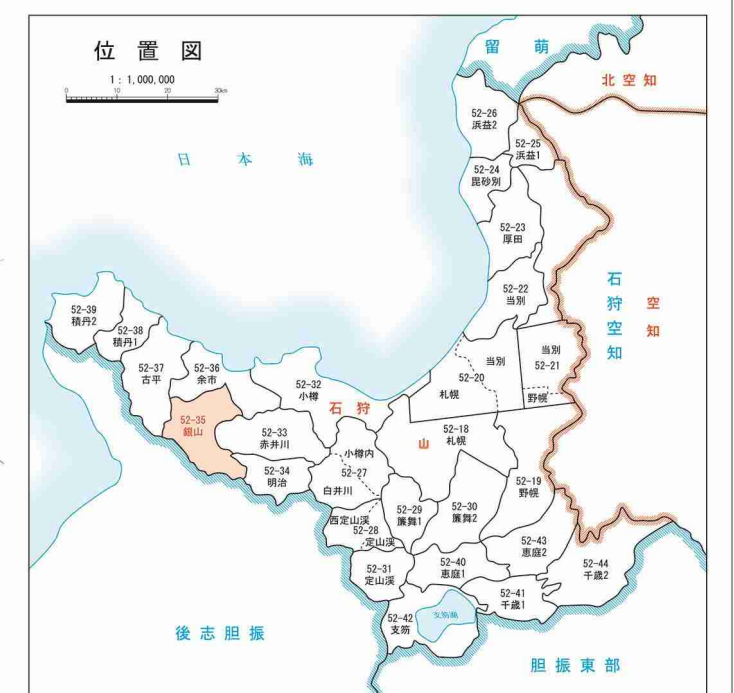 位置図
1：1,000,000
0 10 20 30km
留萌
北空知
日本海
52-26
浜益2
52-25
浜益1
52-24
昆砂別
52-23
厚田
52-22
当別
石狩空知
空知
52-39
積丹2
52-38
積丹1
52-37
古平
52-36
余市
52-32
小樽
当別
52-20
札幌
当別
52-21
野幌
52-35
銀山
石狩
山
52-33
赤井川
52-18
札幌
52-34
明治
小樽内
52-27
白井川
52-19
野幌
西定山渓
52-28
定山渓
52-29
簾舞1
52-30
簾舞2
52-43
恵庭2
52-31
定山渓
52-40
恵庭1
52-44
千歳2
52-41
千歳1
52-42
支笏
支笏湖
後志胆振
胆振東部